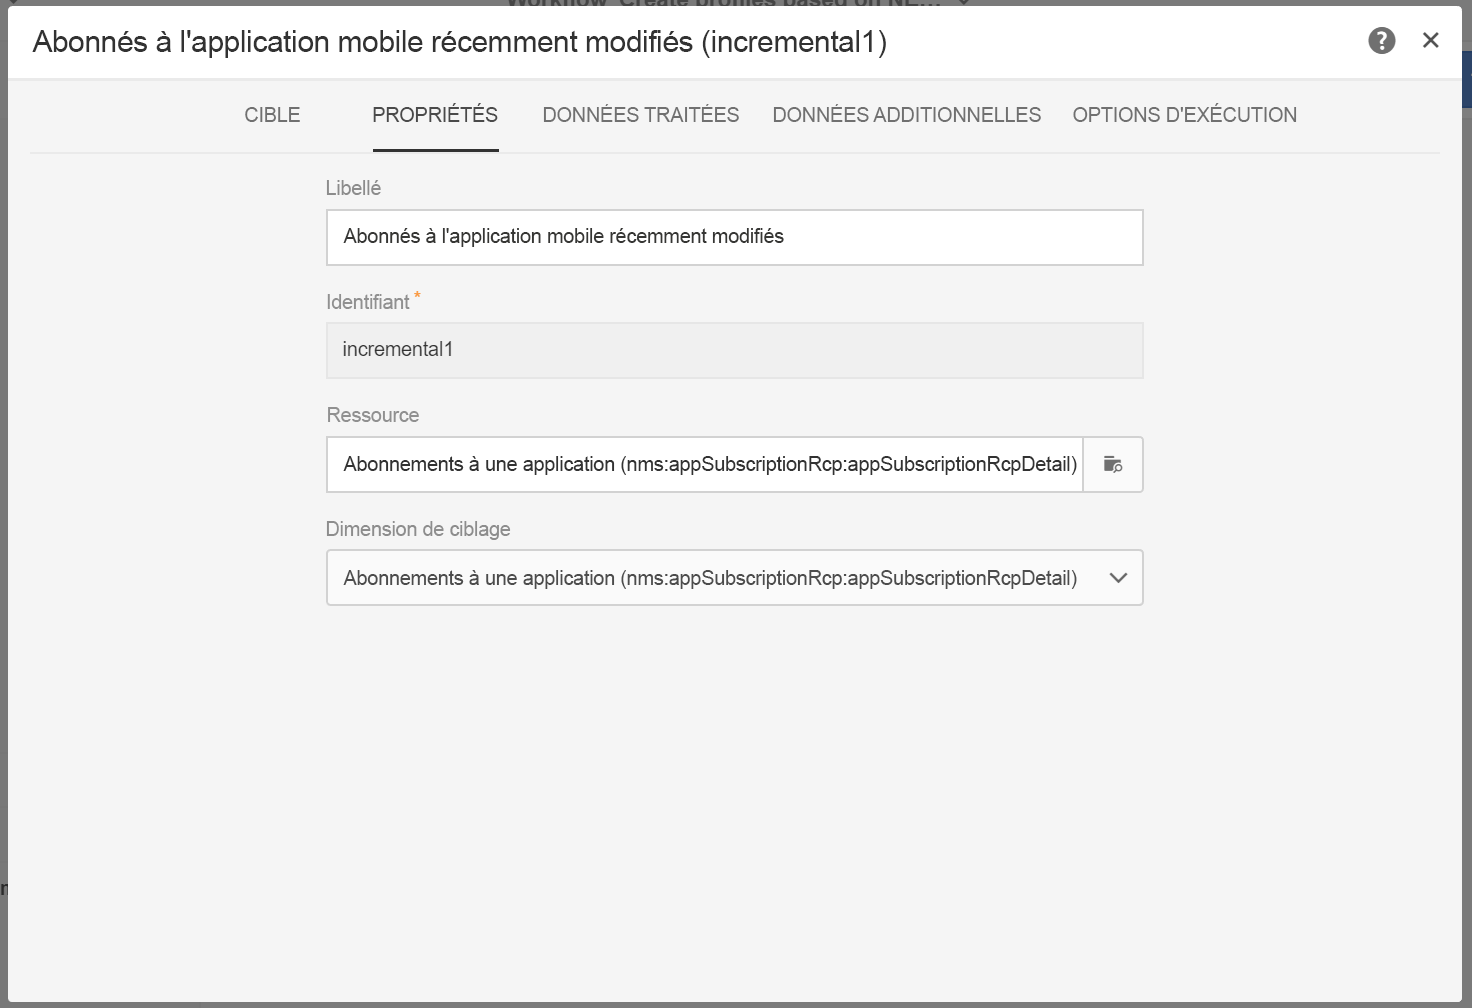 Abonnés à l'application mobile récemment modifiés (incremental1)
CIBLE PROPRIÉTÉS DONNÉES TRAITÉES DONNÉES ADDITIONNELLES OPTIONS D'EXÉCUTION
Libellé
Abonnés à l'application mobile récemment modifiés
Identifiant *
incremental1
Ressource
Abonnements à une application (nms:appSubscriptionRcp:appSubscriptionRcpDetail)
Dimension de ciblage
Abonnements à une application (nms:appSubscriptionRcp:appSubscriptionRcpDetail)